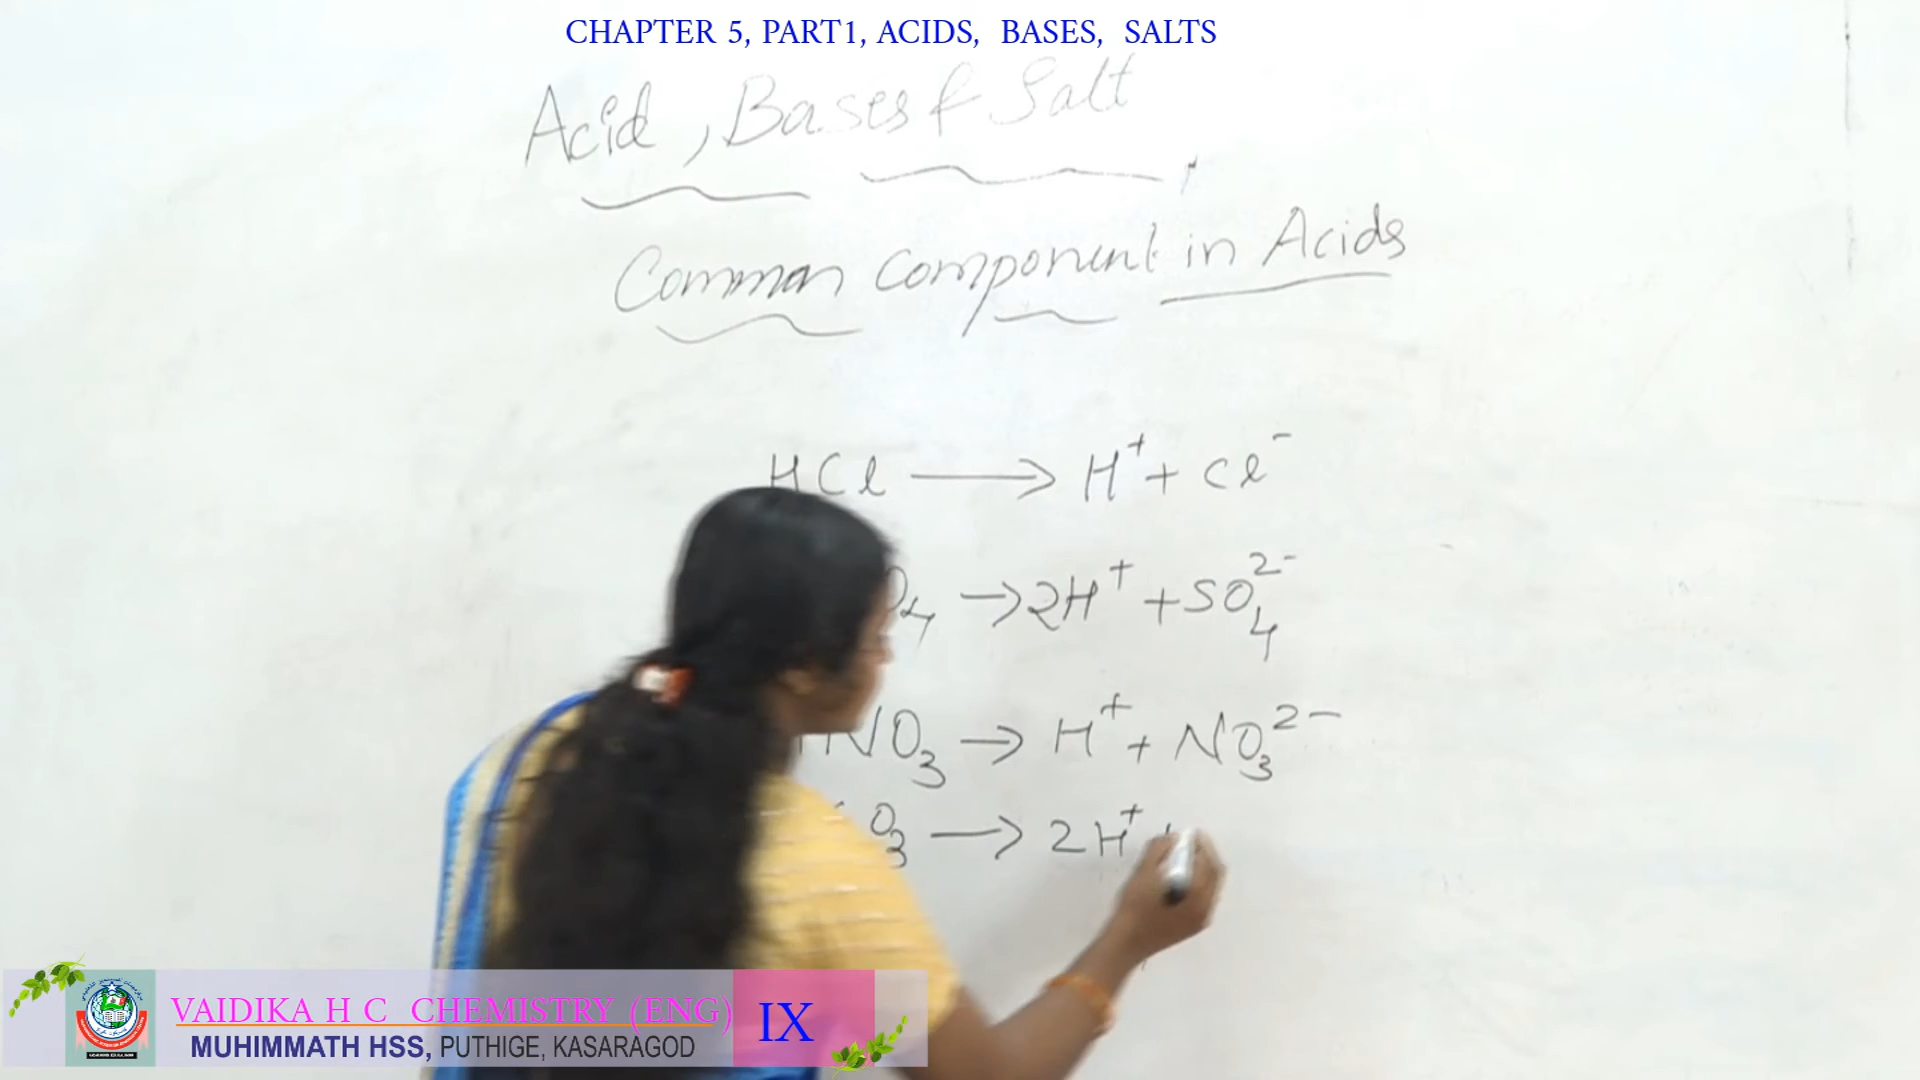 CHAPTER 5, PART1, ACIDS, BASES, SALTS
Acid, Bases & Salt
Common component in Acids
HCl ⟶ H⁺ + Cl⁻
O₄ → 2H⁺ + SO₄²⁻
HNO₃ → H⁺ + NO₃²⁻
O₃ → 2H⁺ +
VAIDIKA H C CHEMISTRY (ENG) IX
MUHIMMATH HSS, PUTHIGE, KASARAGOD